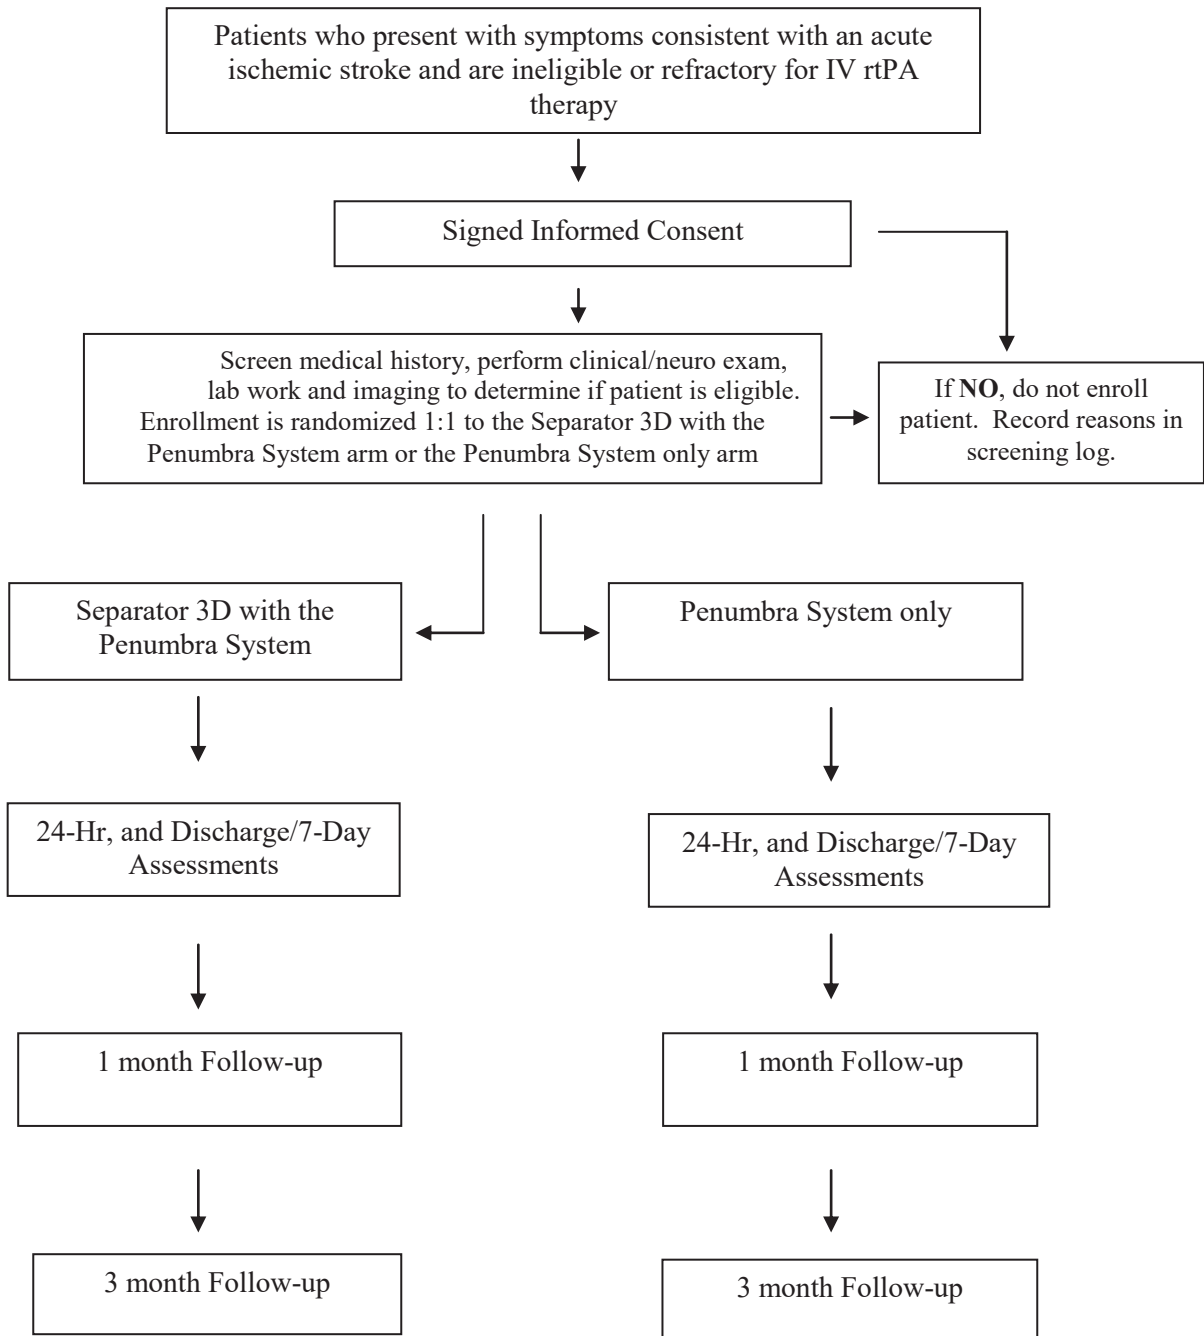 Patients who present with symptoms consistent with an acute
ischemic stroke and are ineligible or refractory for IV rtPA
therapy
Signed Informed Consent
Screen medical history, perform clinical/neuro exam,
lab work and imaging to determine if patient is eligible.
Enrollment is randomized 1:1 to the Separator 3D with the
Penumbra System arm or the Penumbra System only arm
If NO, do not enroll
patient. Record reasons in
screening log.
Separator 3D with the
Penumbra System
Penumbra System only
24-Hr, and Discharge/7-Day
Assessments
24-Hr, and Discharge/7-Day
Assessments
1 month Follow-up
1 month Follow-up
3 month Follow-up
3 month Follow-up